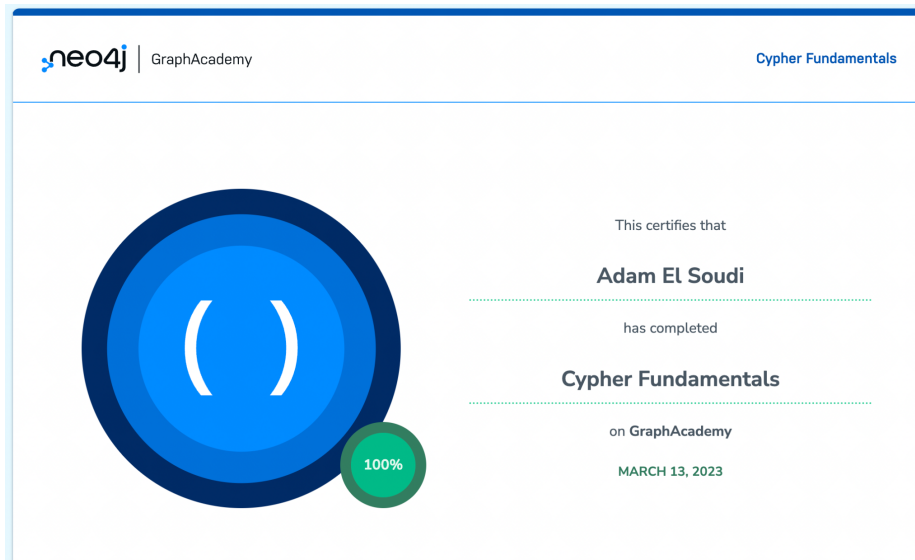 neo4j GraphAcademy
Cypher Fundamentals
This certifies that
Adam El Soudi
has completed
Cypher Fundamentals
on GraphAcademy
MARCH 13, 2023
( )
100%